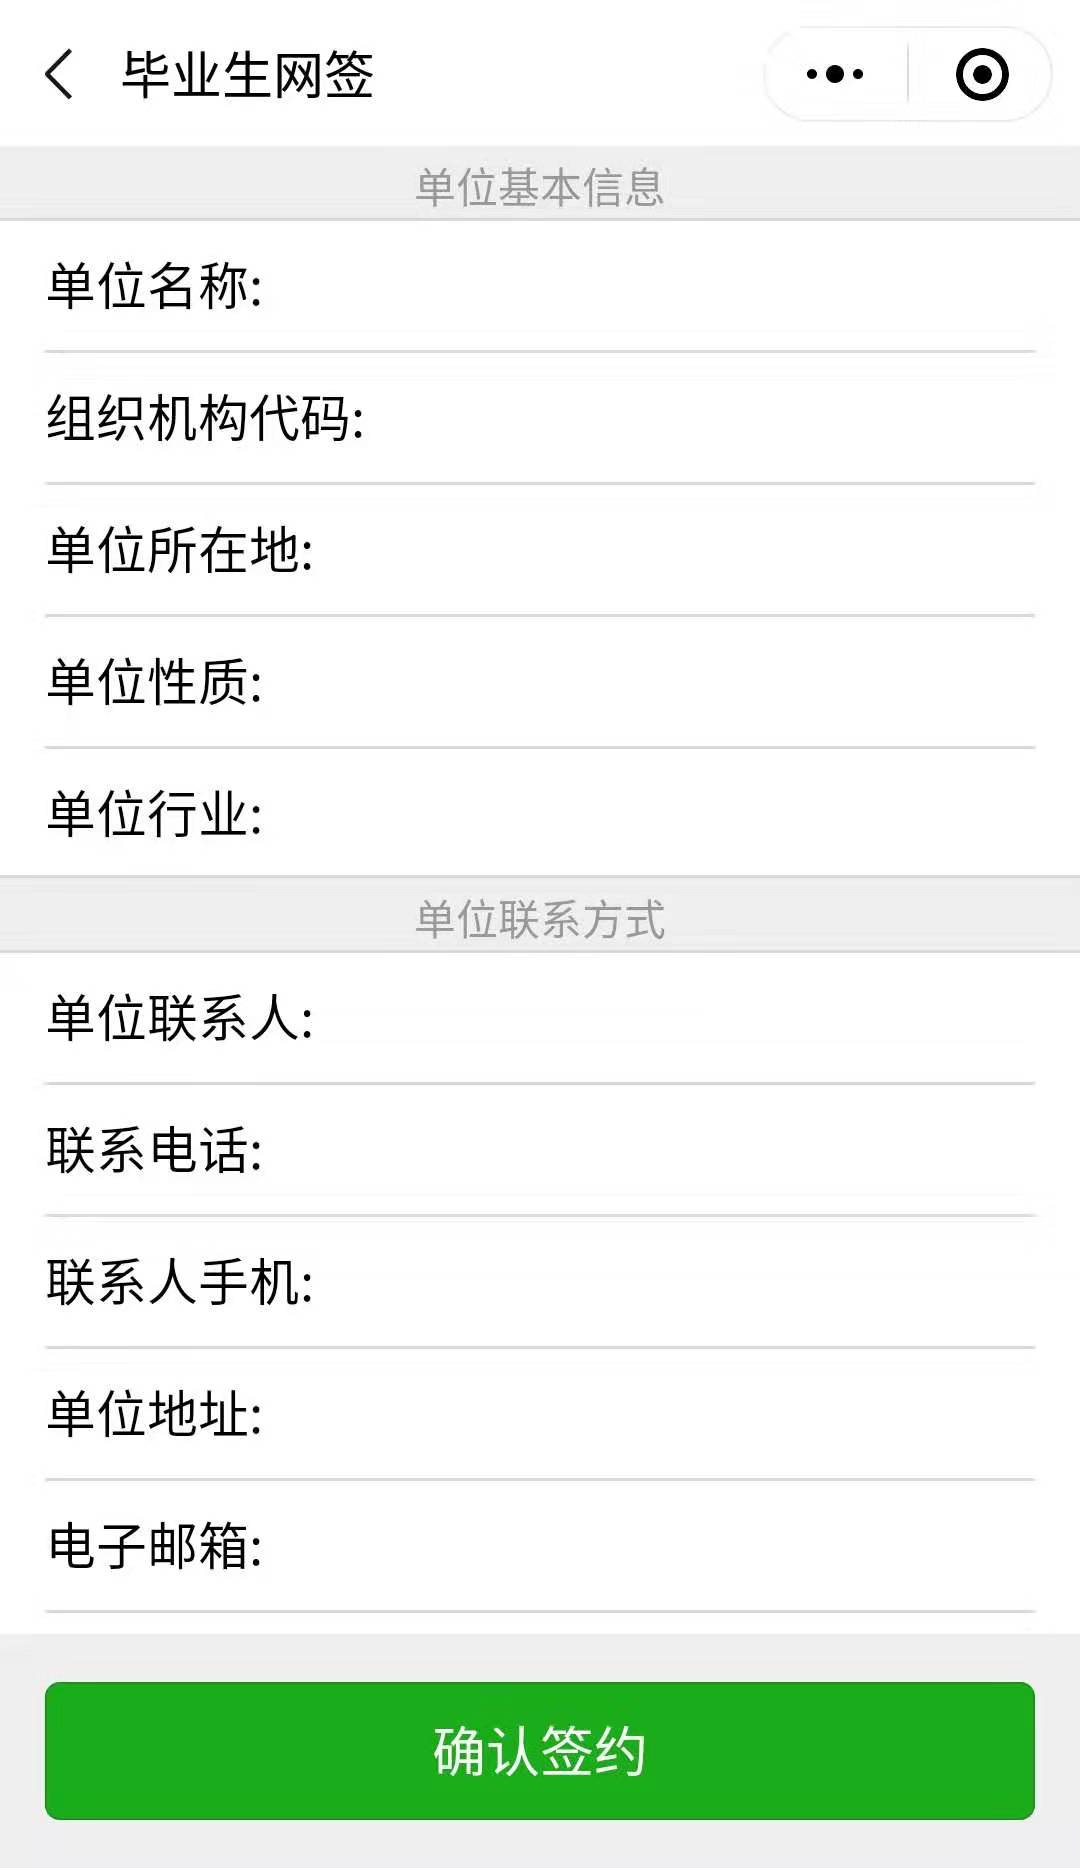 毕业生网签
单位基本信息
单位名称:
组织机构代码:
单位所在地:
单位性质:
单位行业:
单位联系方式
单位联系人:
联系电话:
联系人手机:
单位地址:
电子邮箱:
确认签约